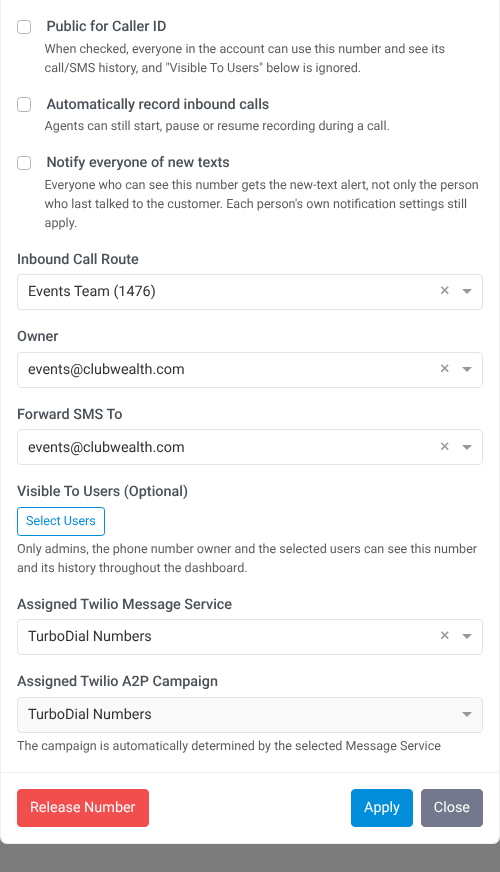 Public for Caller ID
When checked, everyone in the account can use this number and see its
call/SMS history, and "Visible To Users" below is ignored.
Automatically record inbound calls
Agents can still start, pause or resume recording during a call.
Notify everyone of new texts
Everyone who can see this number gets the new-text alert, not only the person
who last talked to the customer. Each person's own notification settings still
apply.
Inbound Call Route
Events Team (1476)
Owner
events@clubwealth.com
Forward SMS To
events@clubwealth.com
Visible To Users (Optional)
Select Users
Only admins, the phone number owner and the selected users can see this number
and its history throughout the dashboard.
Assigned Twilio Message Service
TurboDial Numbers
Assigned Twilio A2P Campaign
TurboDial Numbers
The campaign is automatically determined by the selected Message Service
Release Number
Apply
Close